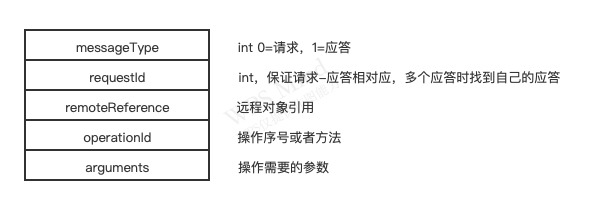 messageType int 0=请求，1=应答
requestId int，保证请求-应答相对应，多个应答时找到自己的应答
remoteReference 远程对象引用
operationId 操作序号或者方法
arguments 操作需要的参数